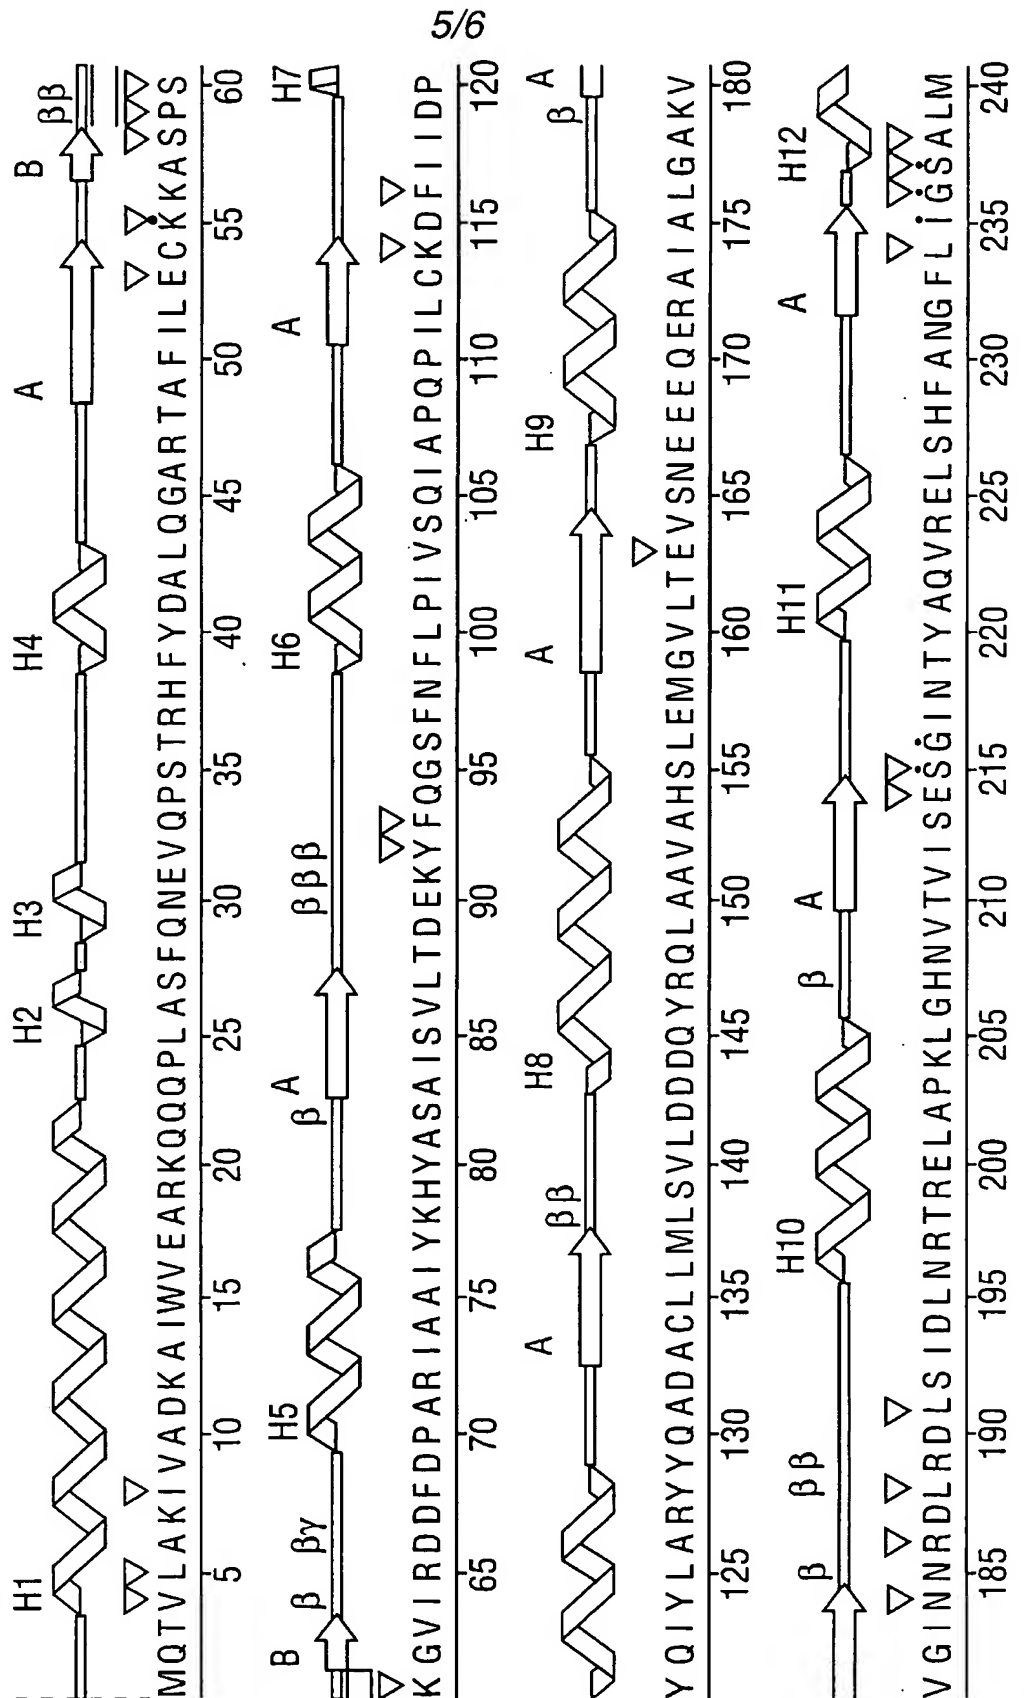 5/6
H1 H2 H3 H4 A B ββ
MQTVLAKIVADKAIWVEARKQQQPLASFQNEVQPSTRHFYDALQGARTAFILECKKASPS
5 10 15 20 25 30 35 40 45 50 55 60
B β βγ H5 β A β β β H6 A H7
KGVIRDDFDPARIAAIYKHYASAISVLTDEKYFQGSFNFLPIVSQIAPQPILCKDFIIDP
65 70 75 80 85 90 95 100 105 110 115 120
A ββ H8 A H9 β A
YQIYLARYYQADACLLMLSVLDDDQYRQLAAVAHSLEMGVLTEVSNEEEQERAIALGAKV
125 130 135 140 145 150 155 160 165 170 175 180
β β β H10 β A H11 A H12
VGINNRDLRDLSIDLNRTRELAPKLGHNVTVISESGINTYAQVRELSHFANGFLIGSALM
185 190 195 200 205 210 215 220 225 230 235 240